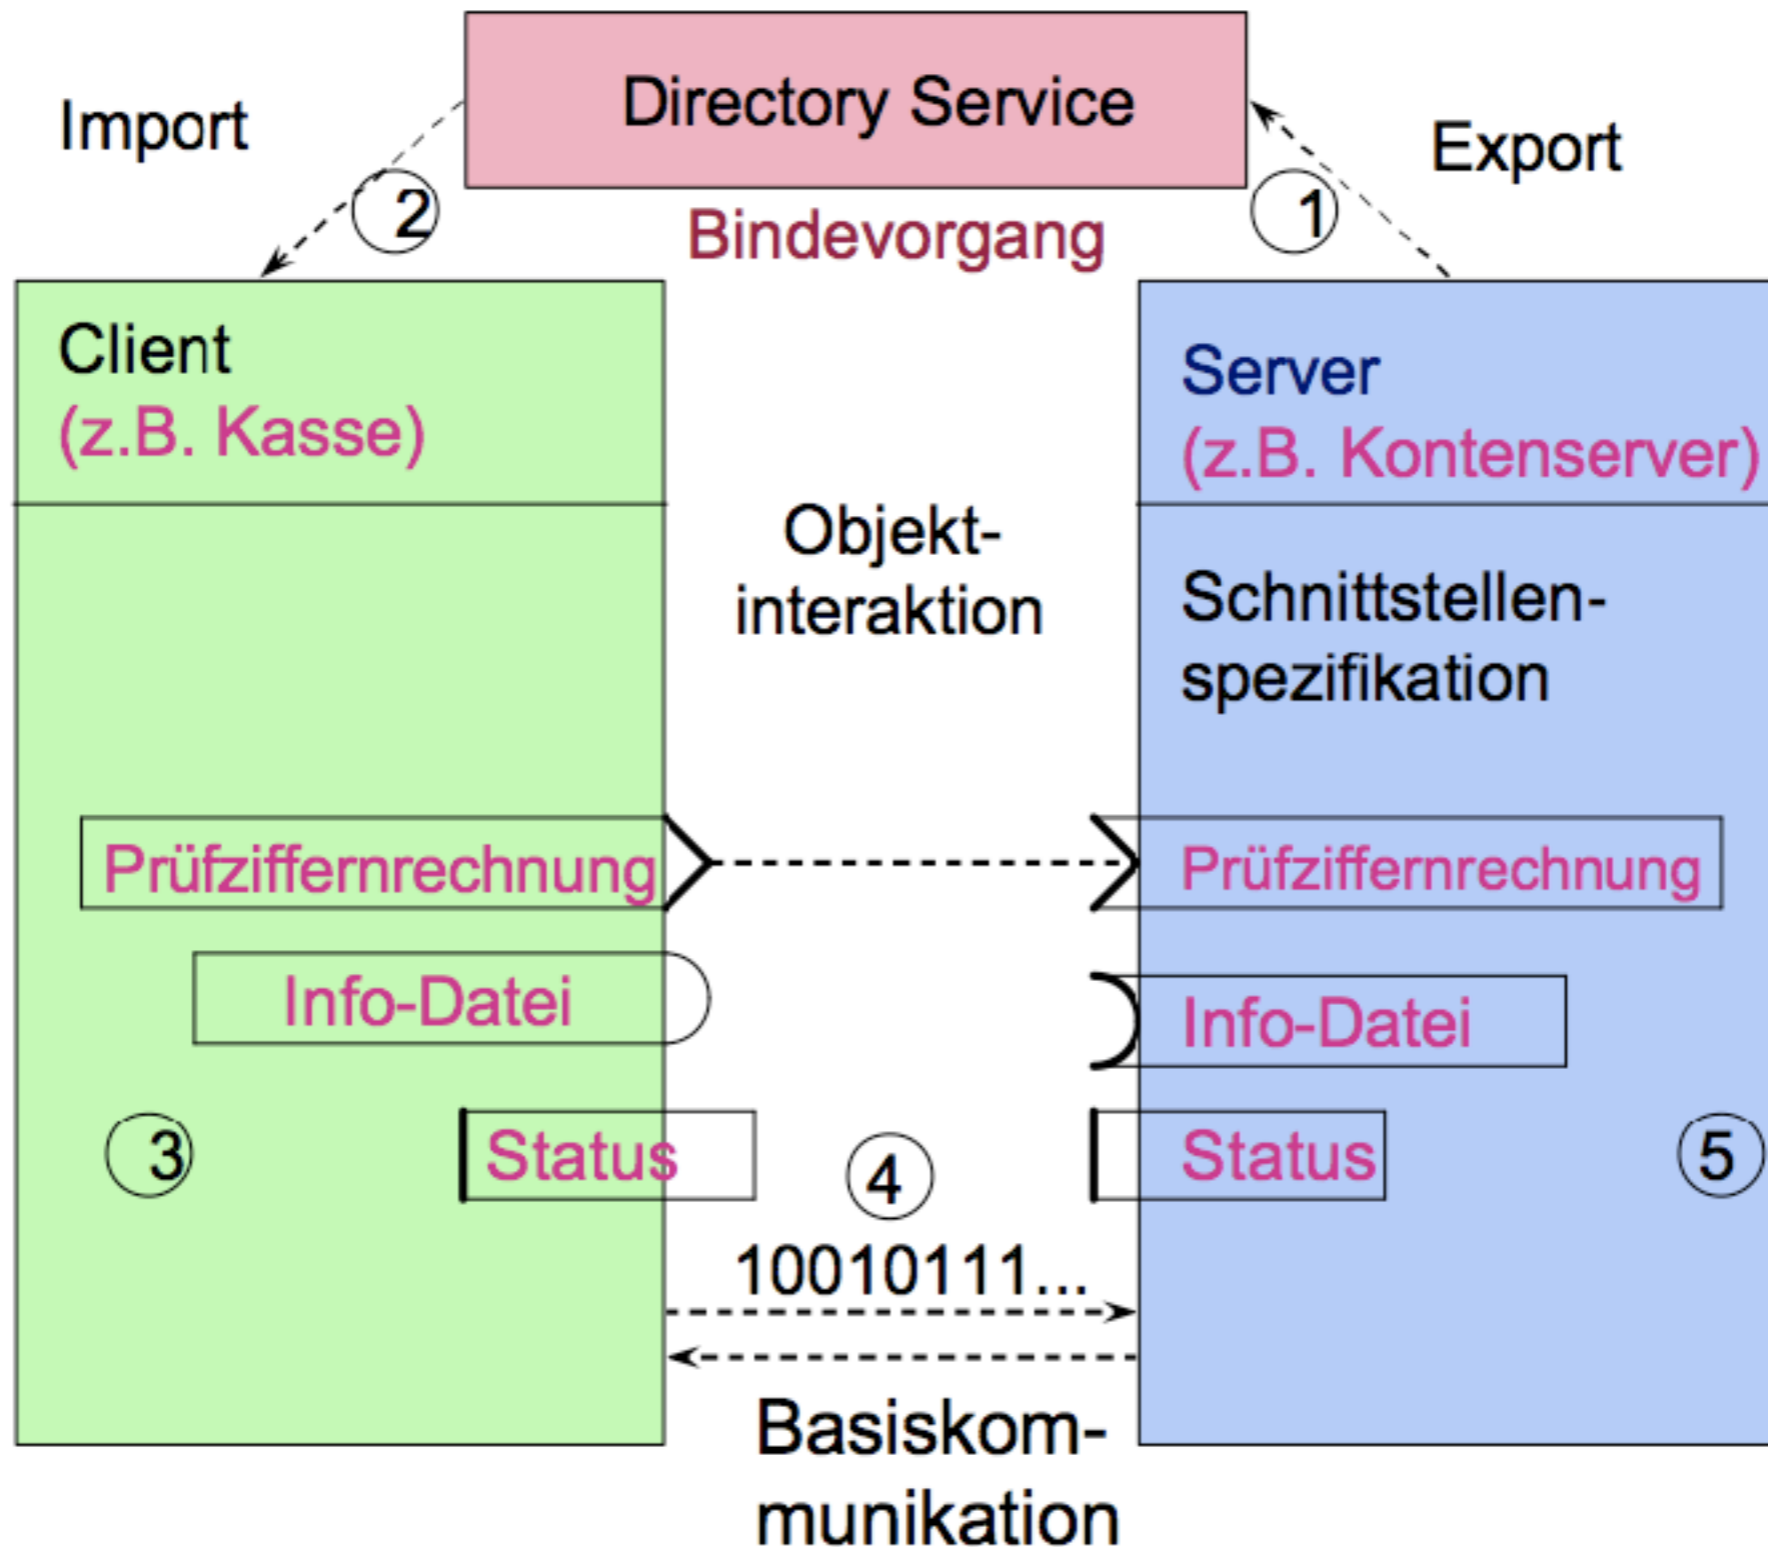 Directory Service
Import
Export
2
1
Bindevorgang
Client
(z.B. Kasse)
Server
(z.B. Kontenserver)
Objekt-
interaktion
Schnittstellen-
spezifikation
Prüfziffernrechnung
Prüfziffernrechnung
Info-Datei
Info-Datei
3
Status
4
Status
5
10010111...
Basiskom-
munikation